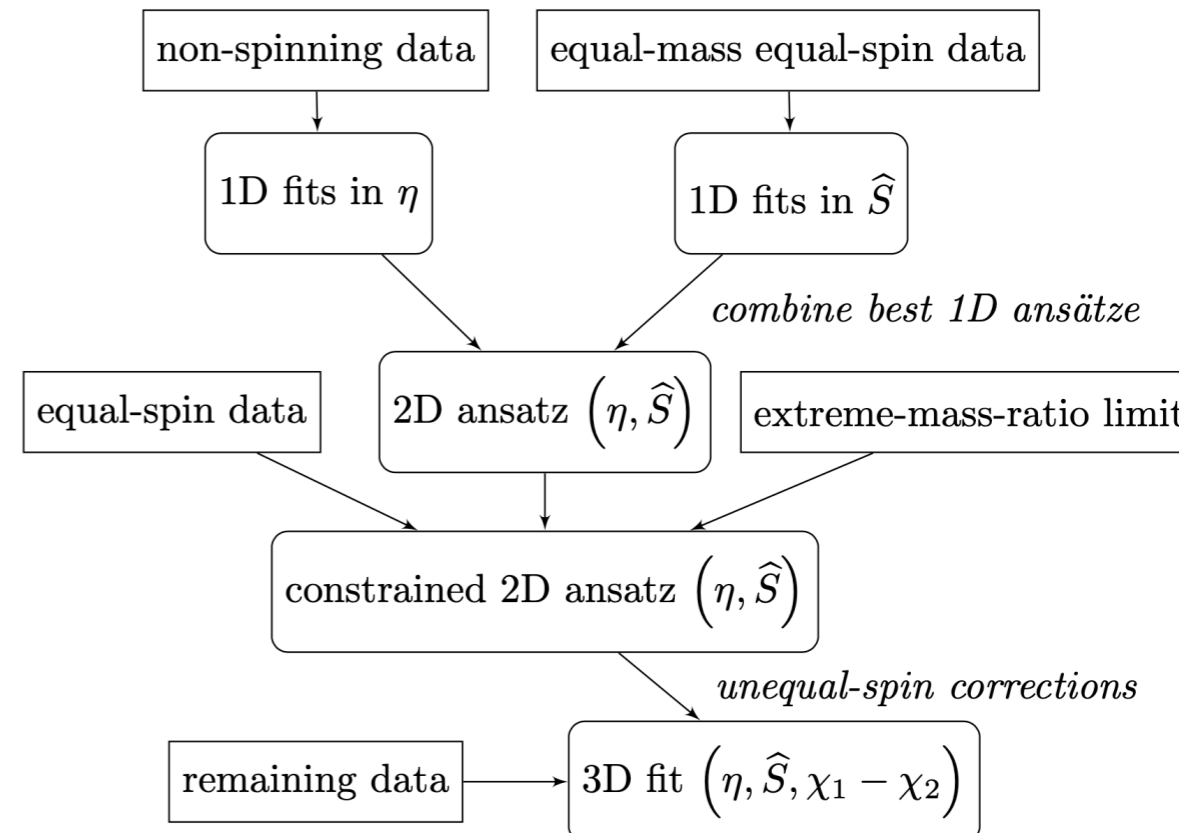 non-spinning data
equal-mass equal-spin data
1D fits in η
1D fits in Ŝ
combine best 1D ansätze
equal-spin data
2D ansatz (η, Ŝ)
extreme-mass-ratio limit
constrained 2D ansatz (η, Ŝ)
unequal-spin corrections
remaining data
3D fit (η, Ŝ, χ₁ − χ₂)